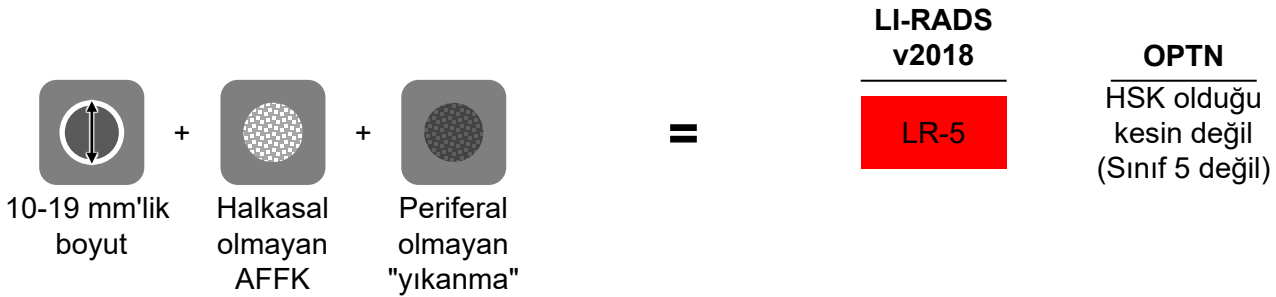 LI-RADS
v2018
OPTN
+
+
=
LR-5
HSK olduğu
kesin değil
(Sınıf 5 değil)
10-19 mm'lik
boyut
Halkasal
olmayan
AFFK
Periferal
olmayan
"yıkanma"